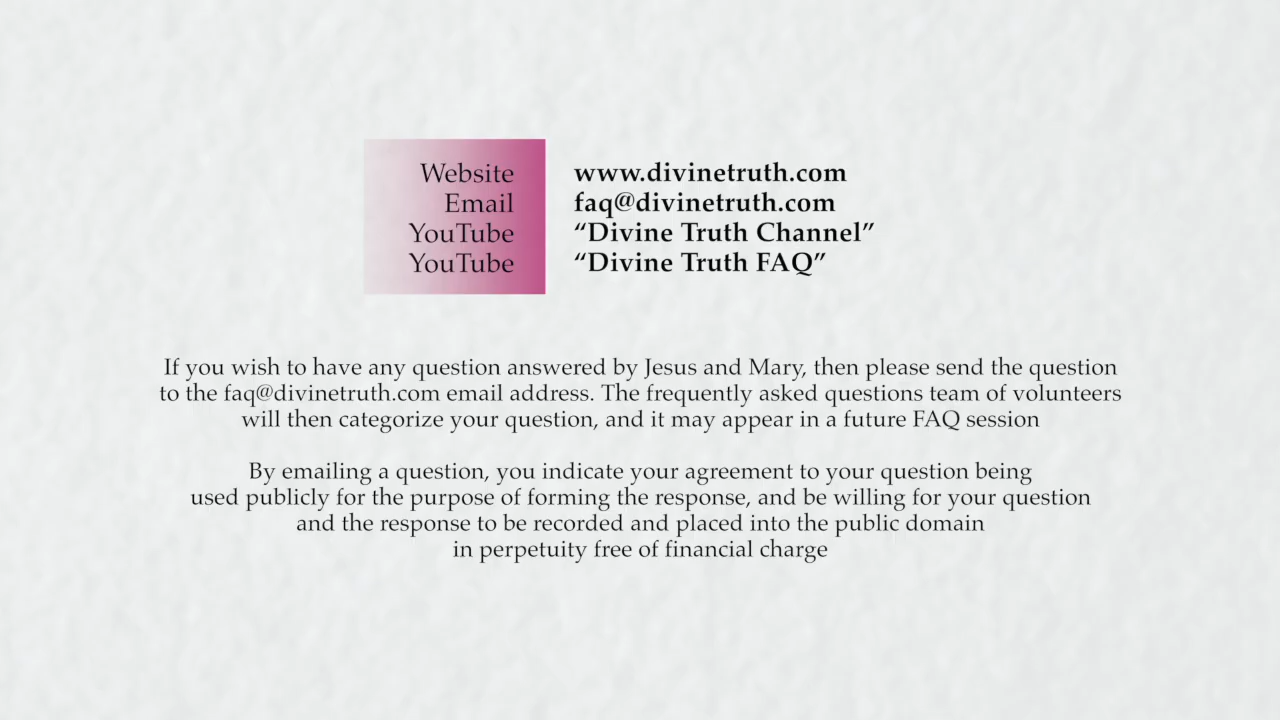 Website www.divinetruth.com
Email faq@divinetruth.com
YouTube “Divine Truth Channel”
YouTube “Divine Truth FAQ”
If you wish to have any question answered by Jesus and Mary, then please send the question
to the faq@divinetruth.com email address. The frequently asked questions team of volunteers
will then categorize your question, and it may appear in a future FAQ session
By emailing a question, you indicate your agreement to your question being
used publicly for the purpose of forming the response, and be willing for your question
and the response to be recorded and placed into the public domain
in perpetuity free of financial charge